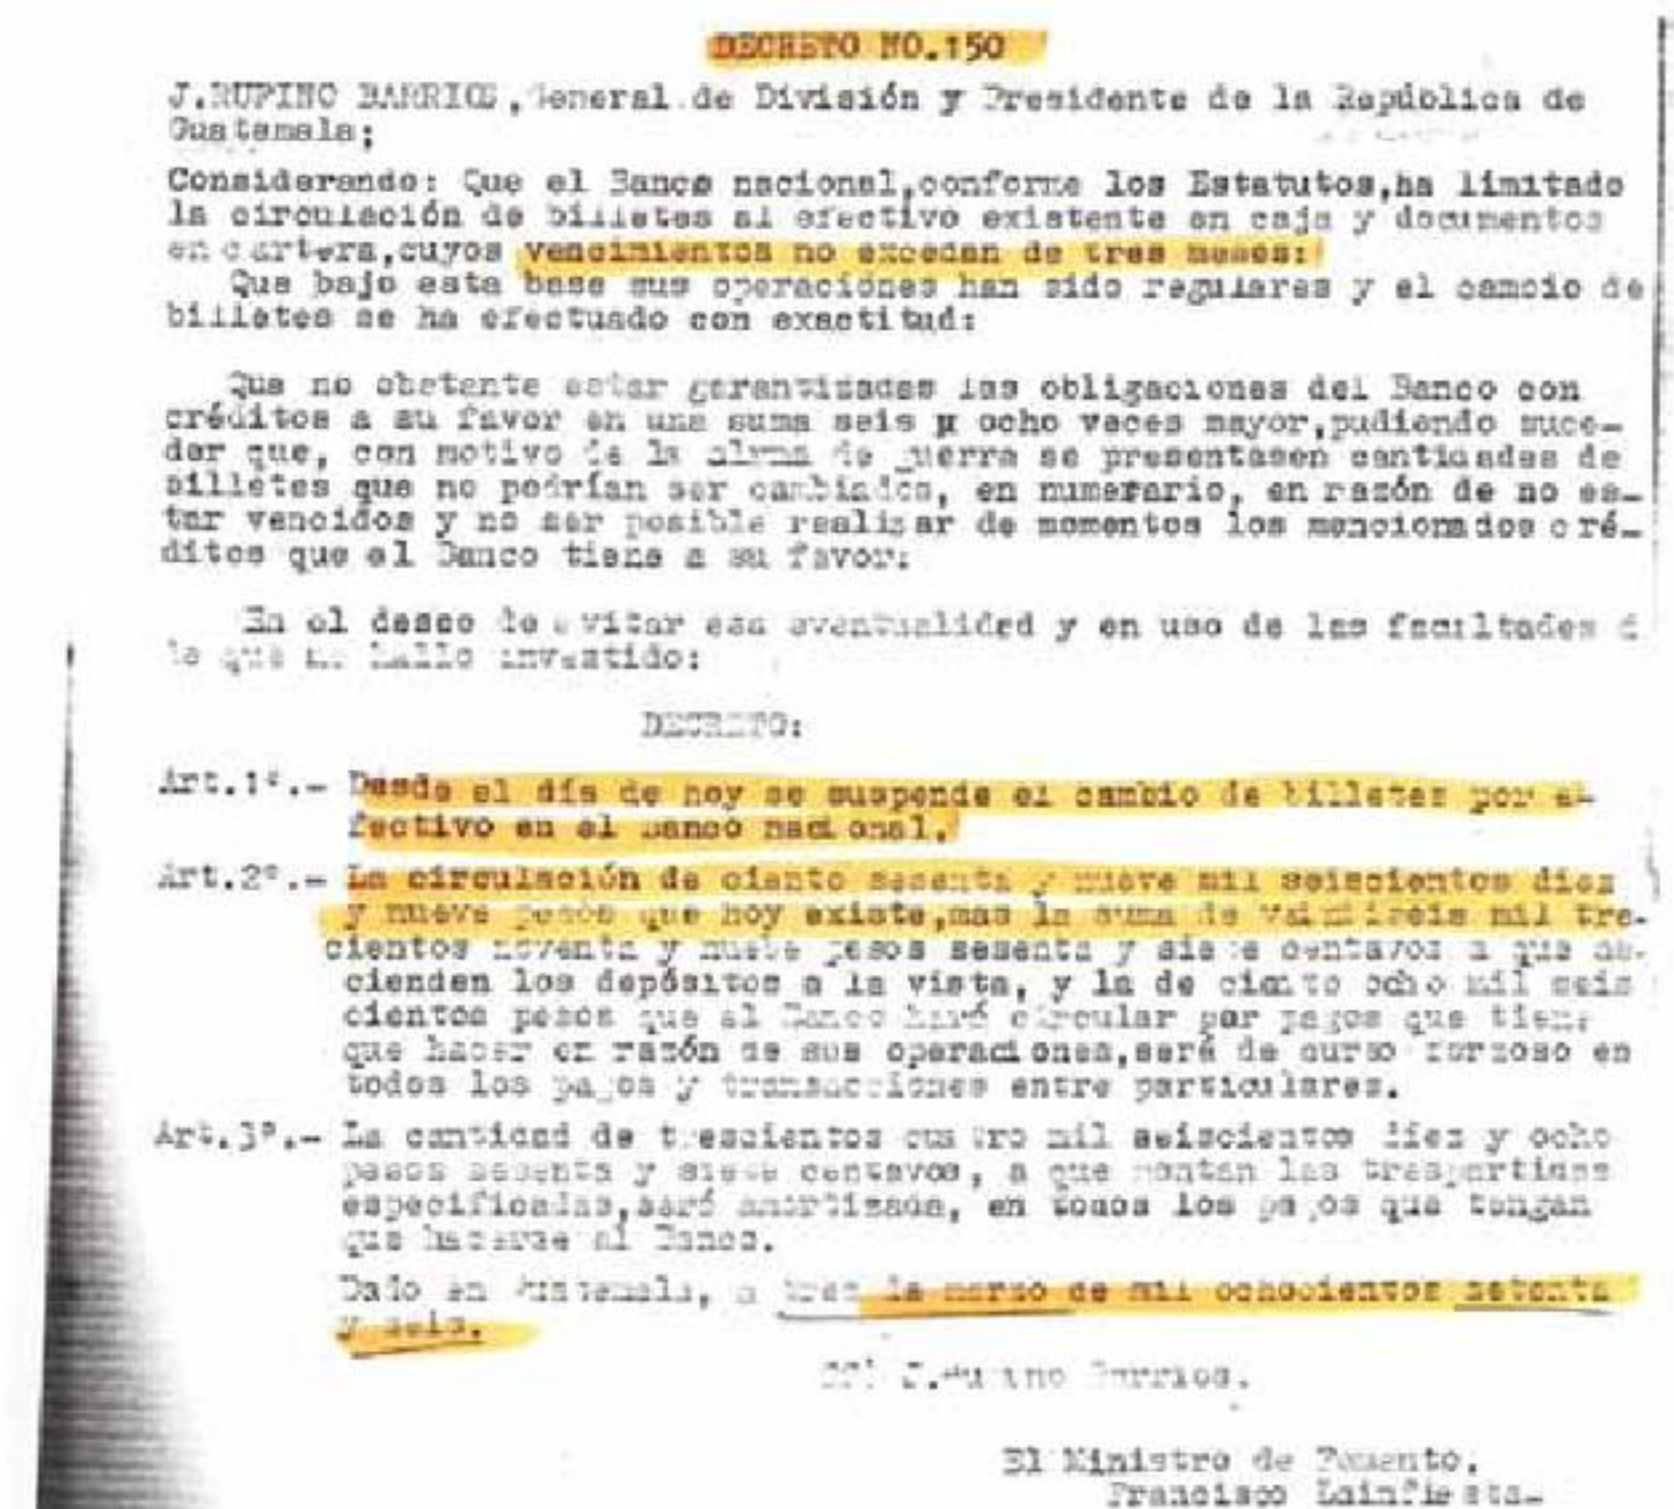 DECRETO NO.150
J.RUFINO BARRIOS, General de División y Presidente de la República de
Guatemala;
Considerando: Que el Banco nacional,conforme los Estatutos,ha limitado
la circulación de billetes al efectivo existente en caja y documentos
en cartera,cuyos vencimientos no excedan de tres meses:
Que bajo esta base sus operaciones han sido regulares y el cambio de
billetes se ha efectuado con exactitud:
Que no obstante estar garantizadas las obligaciones del Banco con
créditos a su favor en una suma seis u ocho veces mayor,pudiendo suce-
der que, con motivo de la alarma de guerra se presentasen cantidades de
billetes que no podrían ser cambiados, en numerario, en razón de no es-
tar vencidos y no ser posible realizar de momentos los mencionados cré-
ditos que el Banco tiene a su favor:
En el deseo de evitar esa eventualidad y en uso de las facultades d
le que me hallo investido:
DECRETO:
Art.1º.- Desde el día de hoy se suspende el cambio de billetes por e-
fectivo en el Banco nacional.
Art.2º.- La circulación de ciento sesenta y nueve mil seiscientos diez
y nueve pesos que hoy existe,mas la suma de veintiseis mil tre-
cientos noventa y nueve pesos sesenta y siete centavos a que as-
cienden los depósitos a la vista, y la de ciento ocho mil seis
cientos pesos que el Banco hará circular por pagos que tiene
que hacer en razón de sus operaciones,será de curso forzoso en
todos los pagos y transacciones entre particulares.
Art.3º.- La cantidad de trescientos cuatro mil seiscientos diez y ocho
pesos sesenta y siete centavos, a que montan las tres partidas
especificadas,será amortizada, en todos los pagos que tengan
que hacerse al Banco.
Dado en Guatemala, a tres de marzo de mil ochocientos setenta
y seis.
J.Rufino Barrios.
El Ministro de Fomento.
Francisco Lainfiesta-